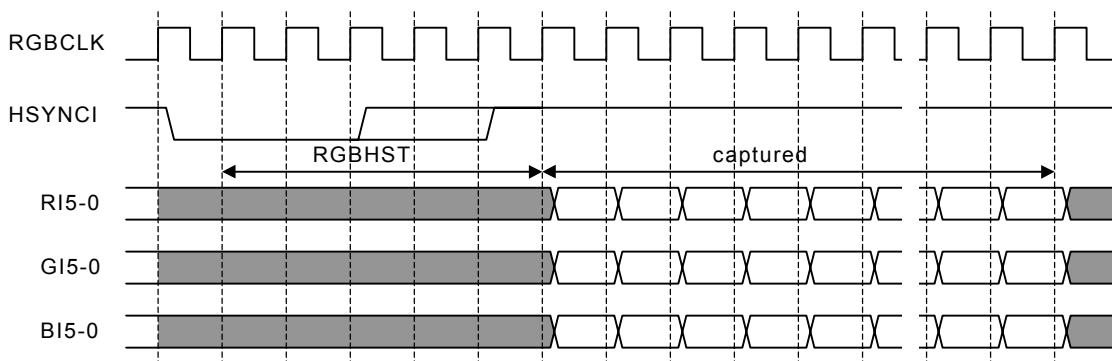 RGBCLK
HSYNCI
RGBHST captured
RI5-0
GI5-0
BI5-0